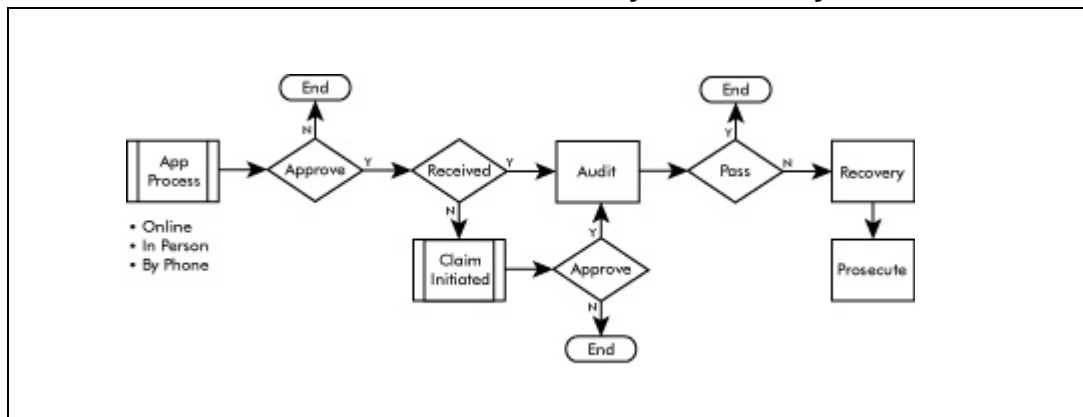 End
N
App
Process
Approve
Y
Received
Y
Audit
End
Y
Pass
N
Recovery
• Online
• In Person
• By Phone
N
Claim
Initiated
Y
Approve
N
End
Prosecute